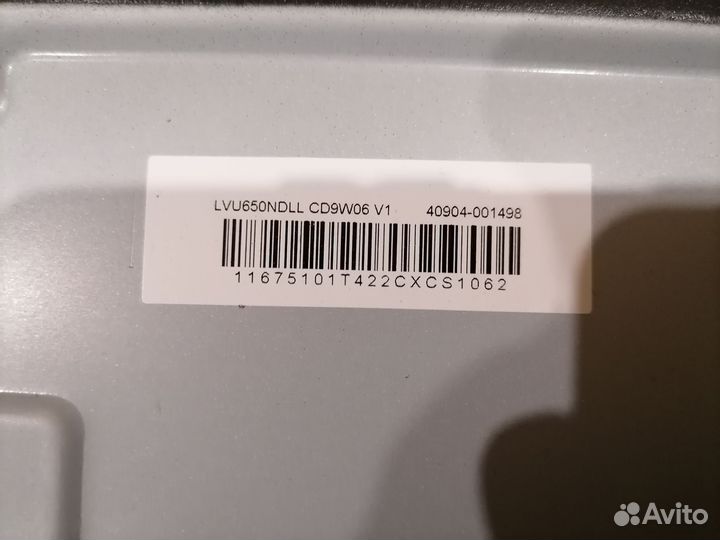 LVU650NDLL CD9W06 V1 40904-001498
11675101T422CXCS1062
Avito